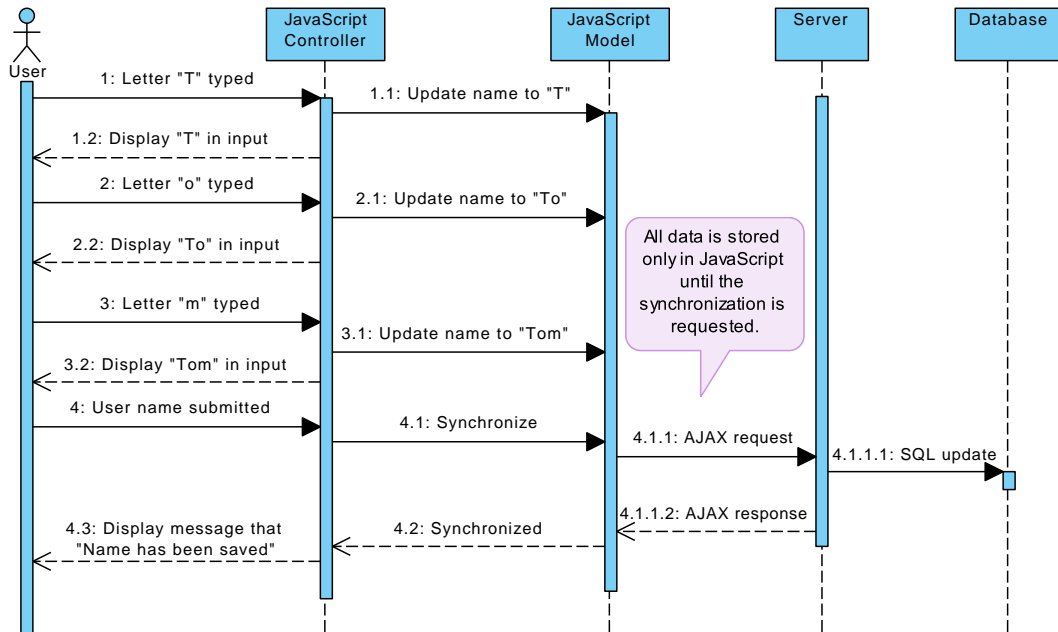 JavaScript
Controller
JavaScript
Model
Server
Database
User
1: Letter "T" typed
1.1: Update name to "T"
1.2: Display "T" in input
2: Letter "o" typed
2.1: Update name to "To"
2.2: Display "To" in input
All data is stored
only in JavaScript
until the
synchronization is
requested.
3: Letter "m" typed
3.1: Update name to "Tom"
3.2: Display "Tom" in input
4: User name submitted
4.1: Synchronize
4.1.1: AJAX request
4.1.1.1: SQL update
4.1.1.2: AJAX response
4.2: Synchronized
4.3: Display message that
"Name has been saved"